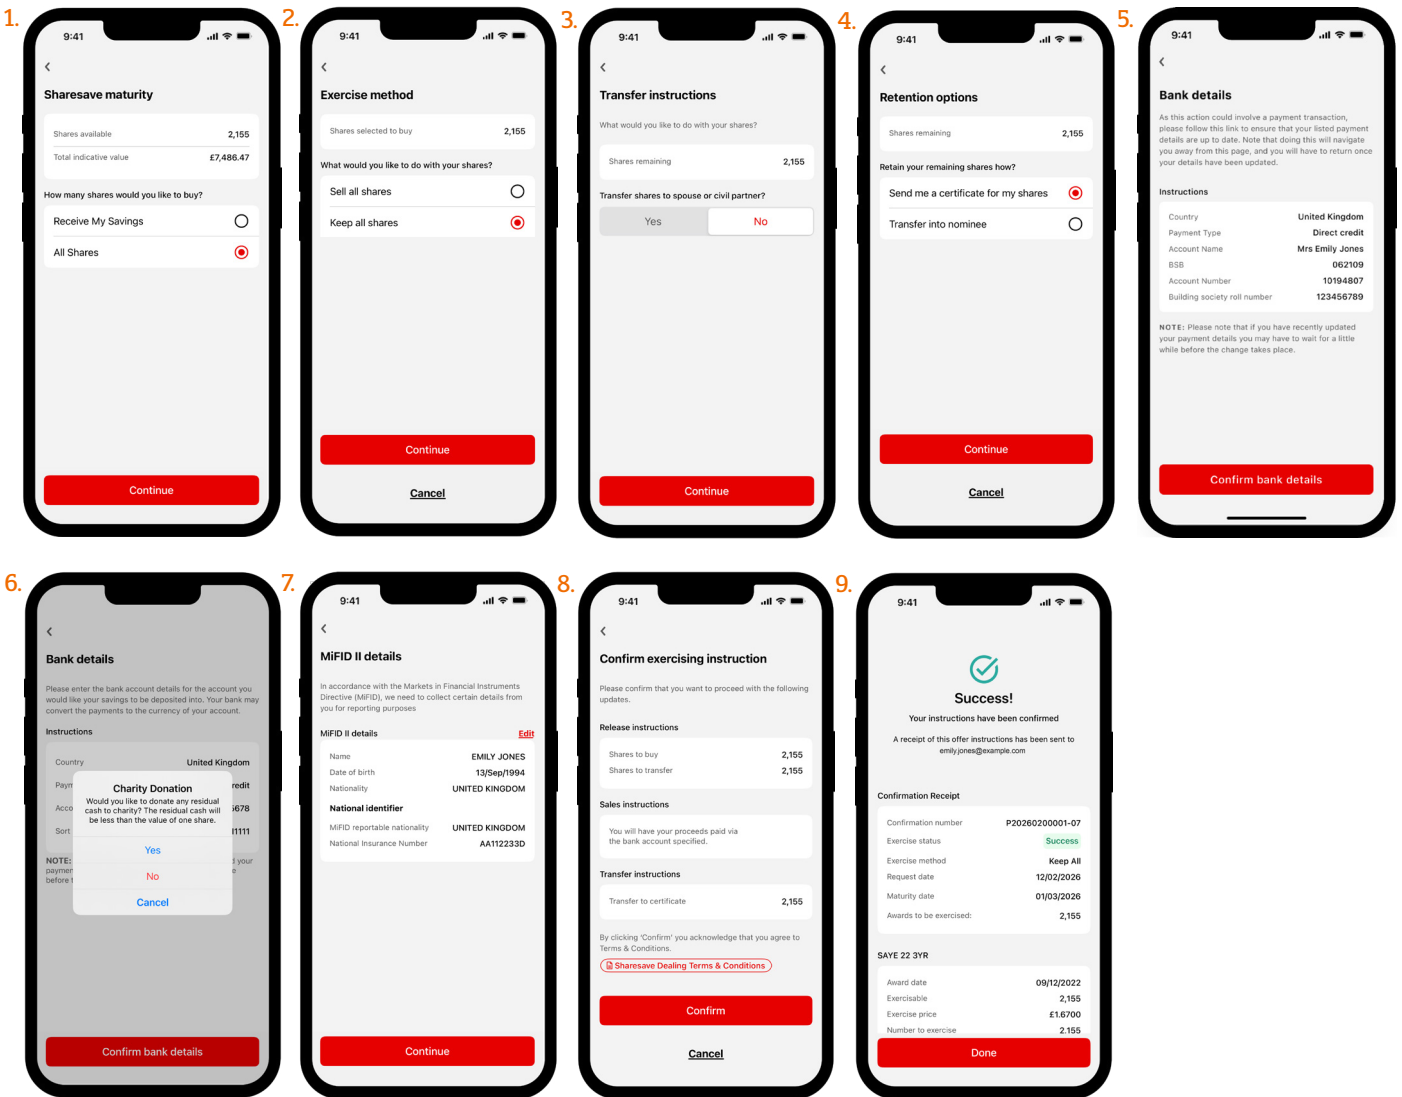 1.
9:41
Sharesave maturity
Shares available 2,155
Total indicative value £7,486.47
How many shares would you like to buy?
Receive My Savings
All Shares
Continue
2.
9:41
Exercise method
Shares selected to buy 2,155
What would you like to do with your shares?
Sell all shares
Keep all shares
Continue
Cancel
3.
9:41
Transfer instructions
What would you like to do with your shares?
Shares remaining 2,155
Transfer shares to spouse or civil partner?
Yes No
Continue
4.
9:41
Retention options
Shares remaining 2,155
Retain your remaining shares how?
Send me a certificate for my shares
Transfer into nominee
Continue
Cancel
5.
9:41
Bank details
As this action could involve a payment transaction,
please follow this link to ensure that your listed payment
details are up to date. Note that doing this will navigate
you away from this page, and you will have to return once
your details have been updated.
Instructions
Country United Kingdom
Payment Type Direct credit
Account Name Mrs Emily Jones
BSB 062109
Account Number 10194807
Building society roll number 123456789
NOTE: Please note that if you have recently updated
your payment details you may have to wait for a little
while before the change takes place.
Confirm bank details
6.
Bank details
Please enter the bank account details for the account you
would like your savings to be deposited into. Your bank may
convert the payments to the currency of your account.
Instructions
Country United Kingdom
Paym redit
Acco 5678
Sort 11111
NOTE: d your
paymen e
before t
Charity Donation
Would you like to donate any residual
cash to charity? The residual cash will
be less than the value of one share.
Yes
No
Cancel
Confirm bank details
7.
9:41
MiFID II details
In accordance with the Markets in Financial Instruments
Directive (MiFID), we need to collect certain details from
you for reporting purposes
MiFID II details Edit
Name EMILY JONES
Date of birth 13/Sep/1994
Nationality UNITED KINGDOM
National identifier
MiFID reportable nationality UNITED KINGDOM
National Insurance Number AA112233D
Continue
8.
9:41
Confirm exercising instruction
Please confirm that you want to proceed with the following
updates.
Release instructions
Shares to buy 2,155
Shares to transfer 2,155
Sales instructions
You will have your proceeds paid via
the bank account specified.
Transfer instructions
Transfer to certificate 2,155
By clicking 'Confirm' you acknowledge that you agree to
Terms & Conditions.
Sharesave Dealing Terms & Conditions
Confirm
Cancel
9.
9:41
Success!
Your instructions have been confirmed
A receipt of this offer instructions has been sent to
emily.jones@example.com
Confirmation Receipt
Confirmation number P20260200001-07
Exercise status Success
Exercise method Keep All
Request date 12/02/2026
Maturity date 01/03/2026
Awards to be exercised: 2,155
SAYE 22 3YR
Award date 09/12/2022
Exercisable 2,155
Exercise price £1.6700
Number to exercise 2,155
Done